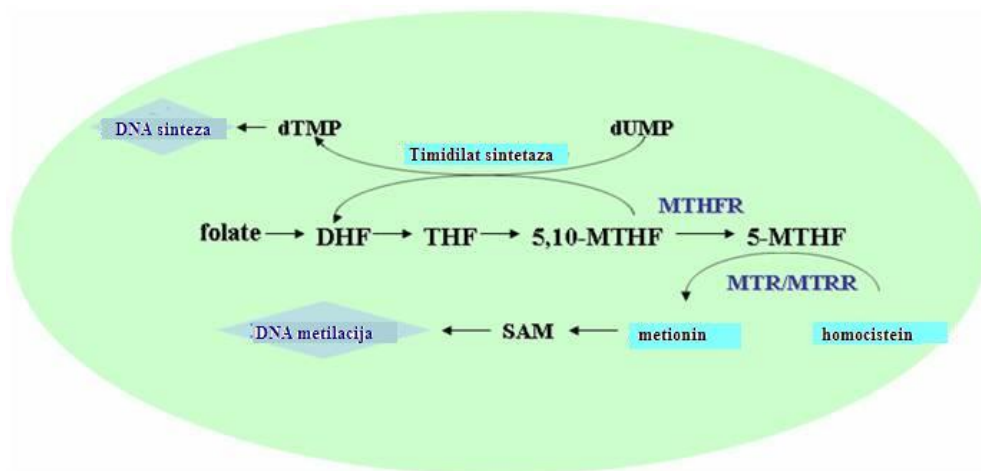 DNA sinteza dTMP dUMP
Timidilat sintetaza
MTHFR
folate DHF THF 5,10-MTHF 5-MTHF
MTR/MTRR
DNA metilacija SAM metionin homocistein